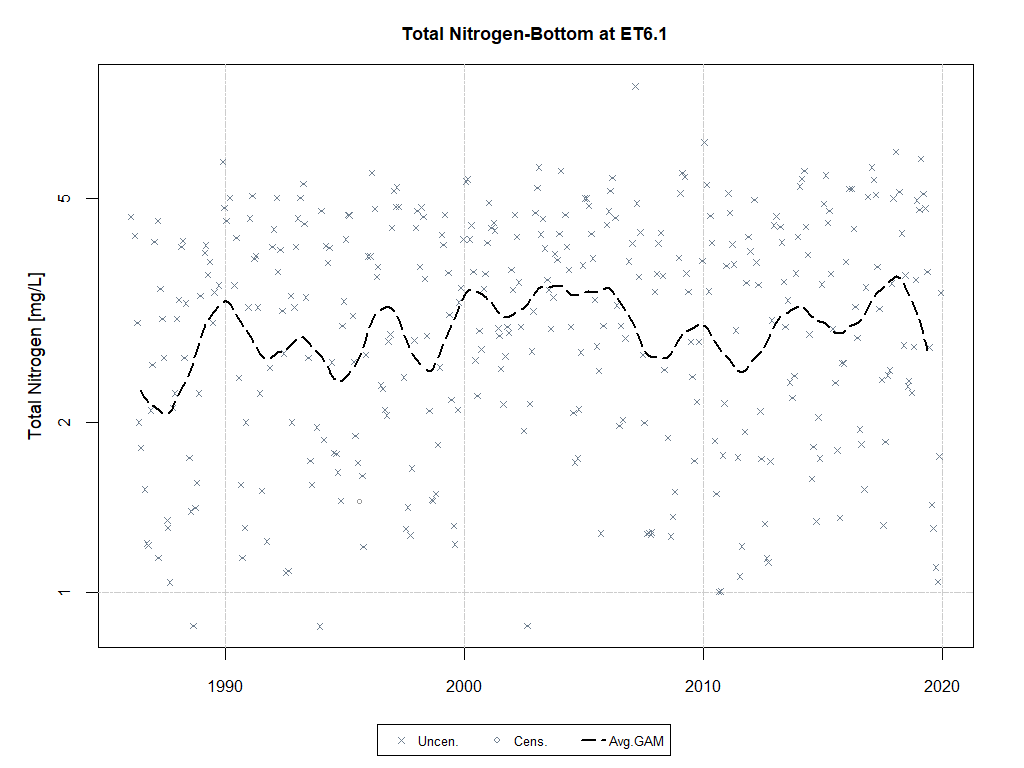 Total Nitrogen-Bottom at ET6.1
Total Nitrogen [mg/L]
5
2
1
1990 2000 2010 2020
Uncen. Cens. Avg.GAM